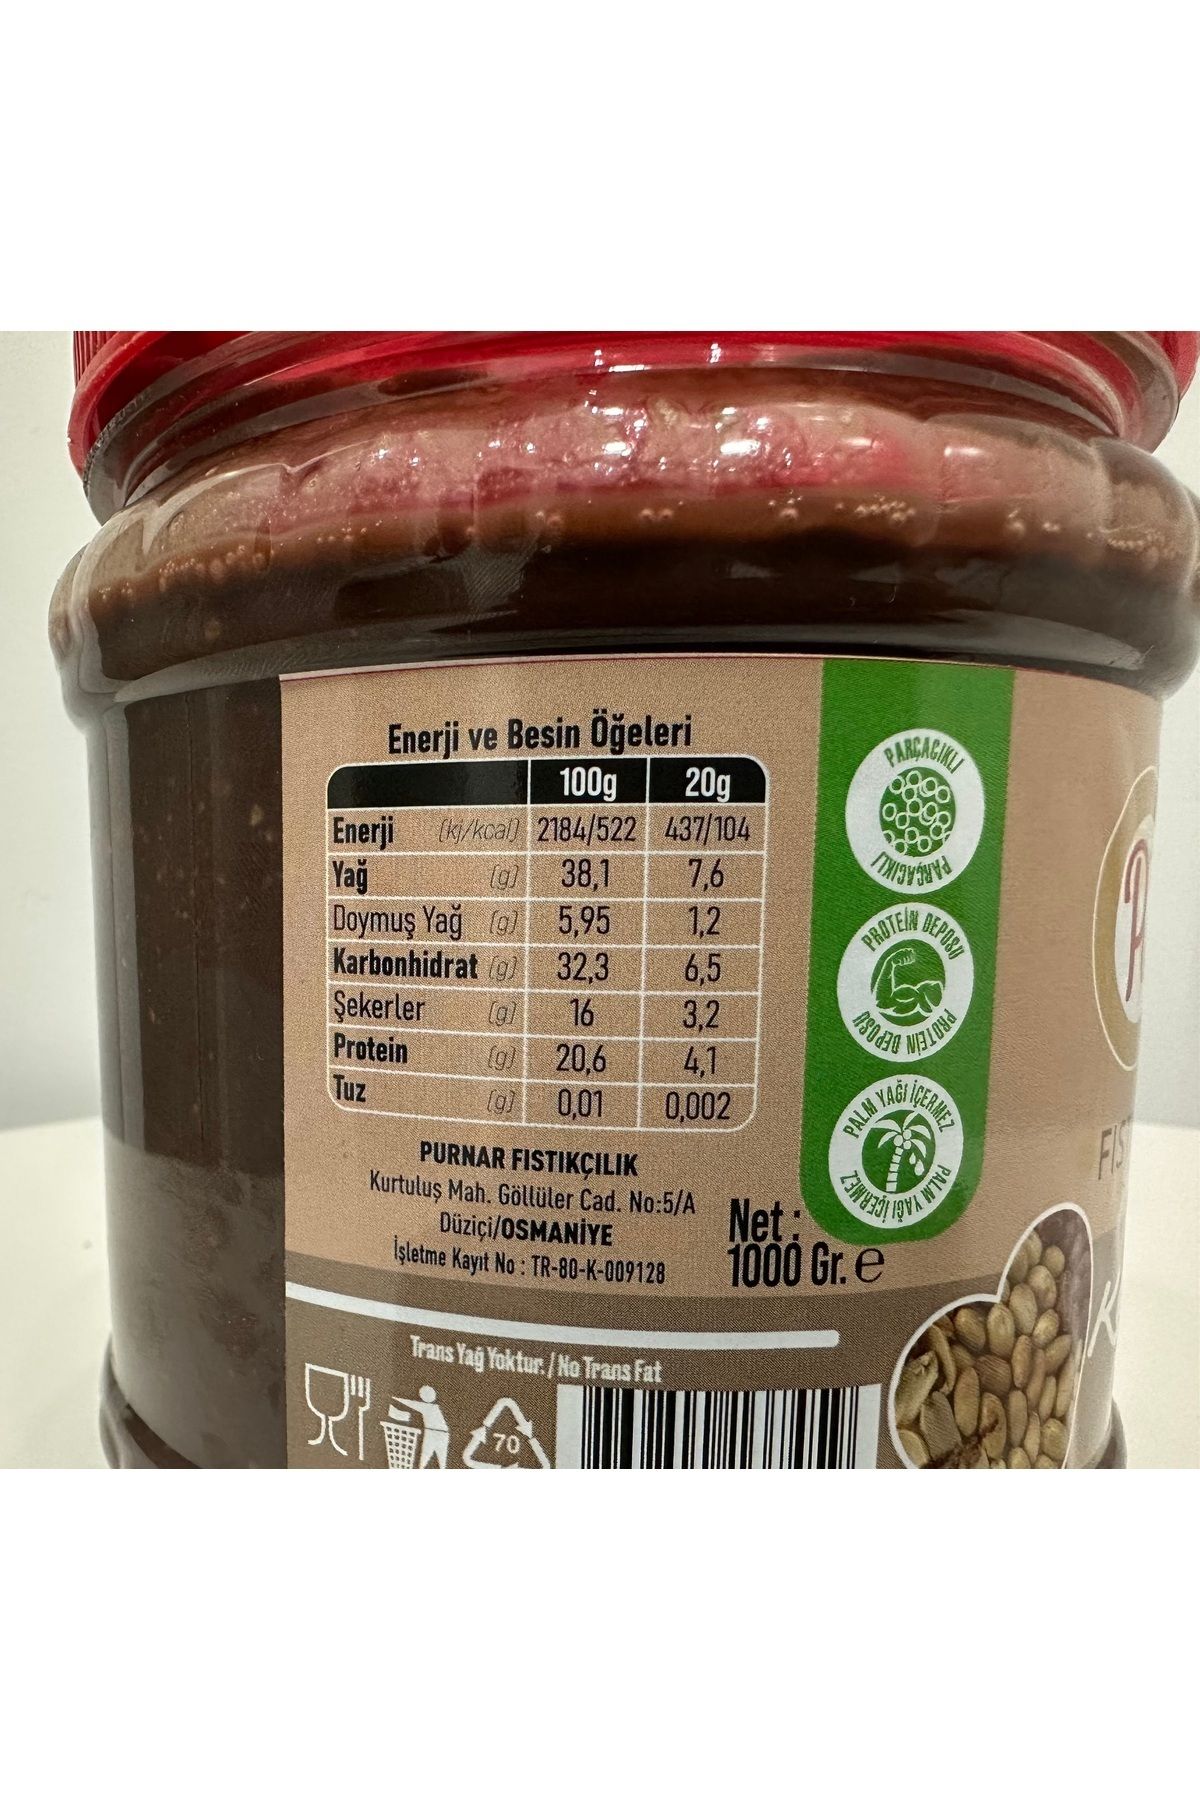 Enerji ve Besin Öğeleri
100g 20g
Enerji (kj/kcal) 2184/522 437/104
Yağ (g) 38,1 7,6
Doymuş Yağ (g) 5,95 1,2
Karbonhidrat (g) 32,3 6,5
Şekerler (g) 16 3,2
Protein (g) 20,6 4,1
Tuz (g) 0,01 0,002
PURNAR FISTIKÇILIK
Kurtuluş Mah. Göllüler Cad. No:5/A
Düziçi/OSMANİYE
İşletme Kayıt No : TR-80-K-009128
Net :
1000 Gr. e
Trans Yağ Yoktur. / No Trans Fat
70
PARÇACIKLI
PARÇACIKLI
PROTEİN DEPOSU
PROTEİN DEPOSU
PALM YAĞI İÇERMEZ
PALM YAĞI İÇERMEZ
FIS